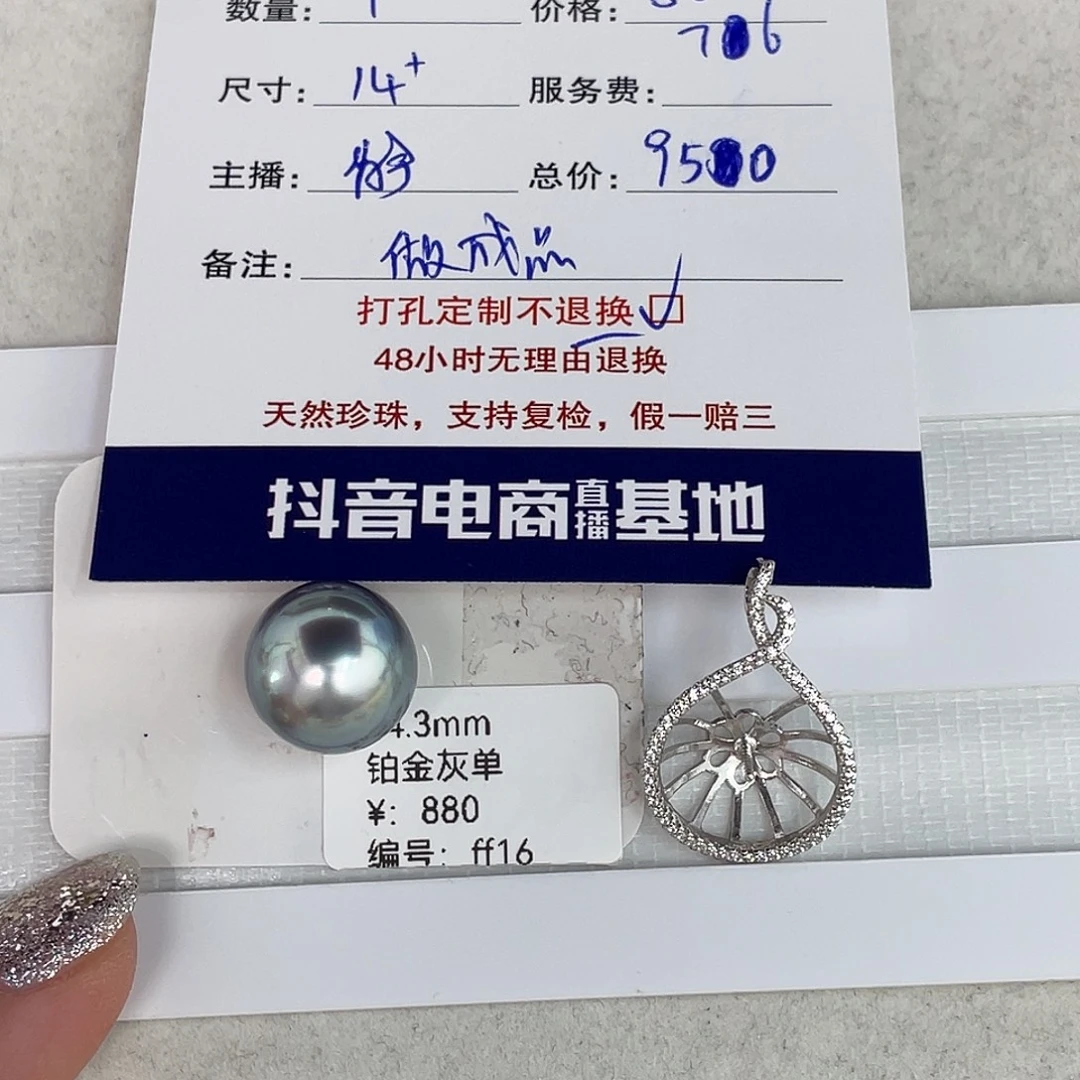 数量: 1 价格:
尺寸: 14+ 服务费:
主播: 总价:
备注: 做成品
打孔定制不退换
48小时无理由退换
天然珍珠，支持复检，假一赔三
抖音电商直播基地
4.3mm
铂金灰单
¥: 880
编号: ff16